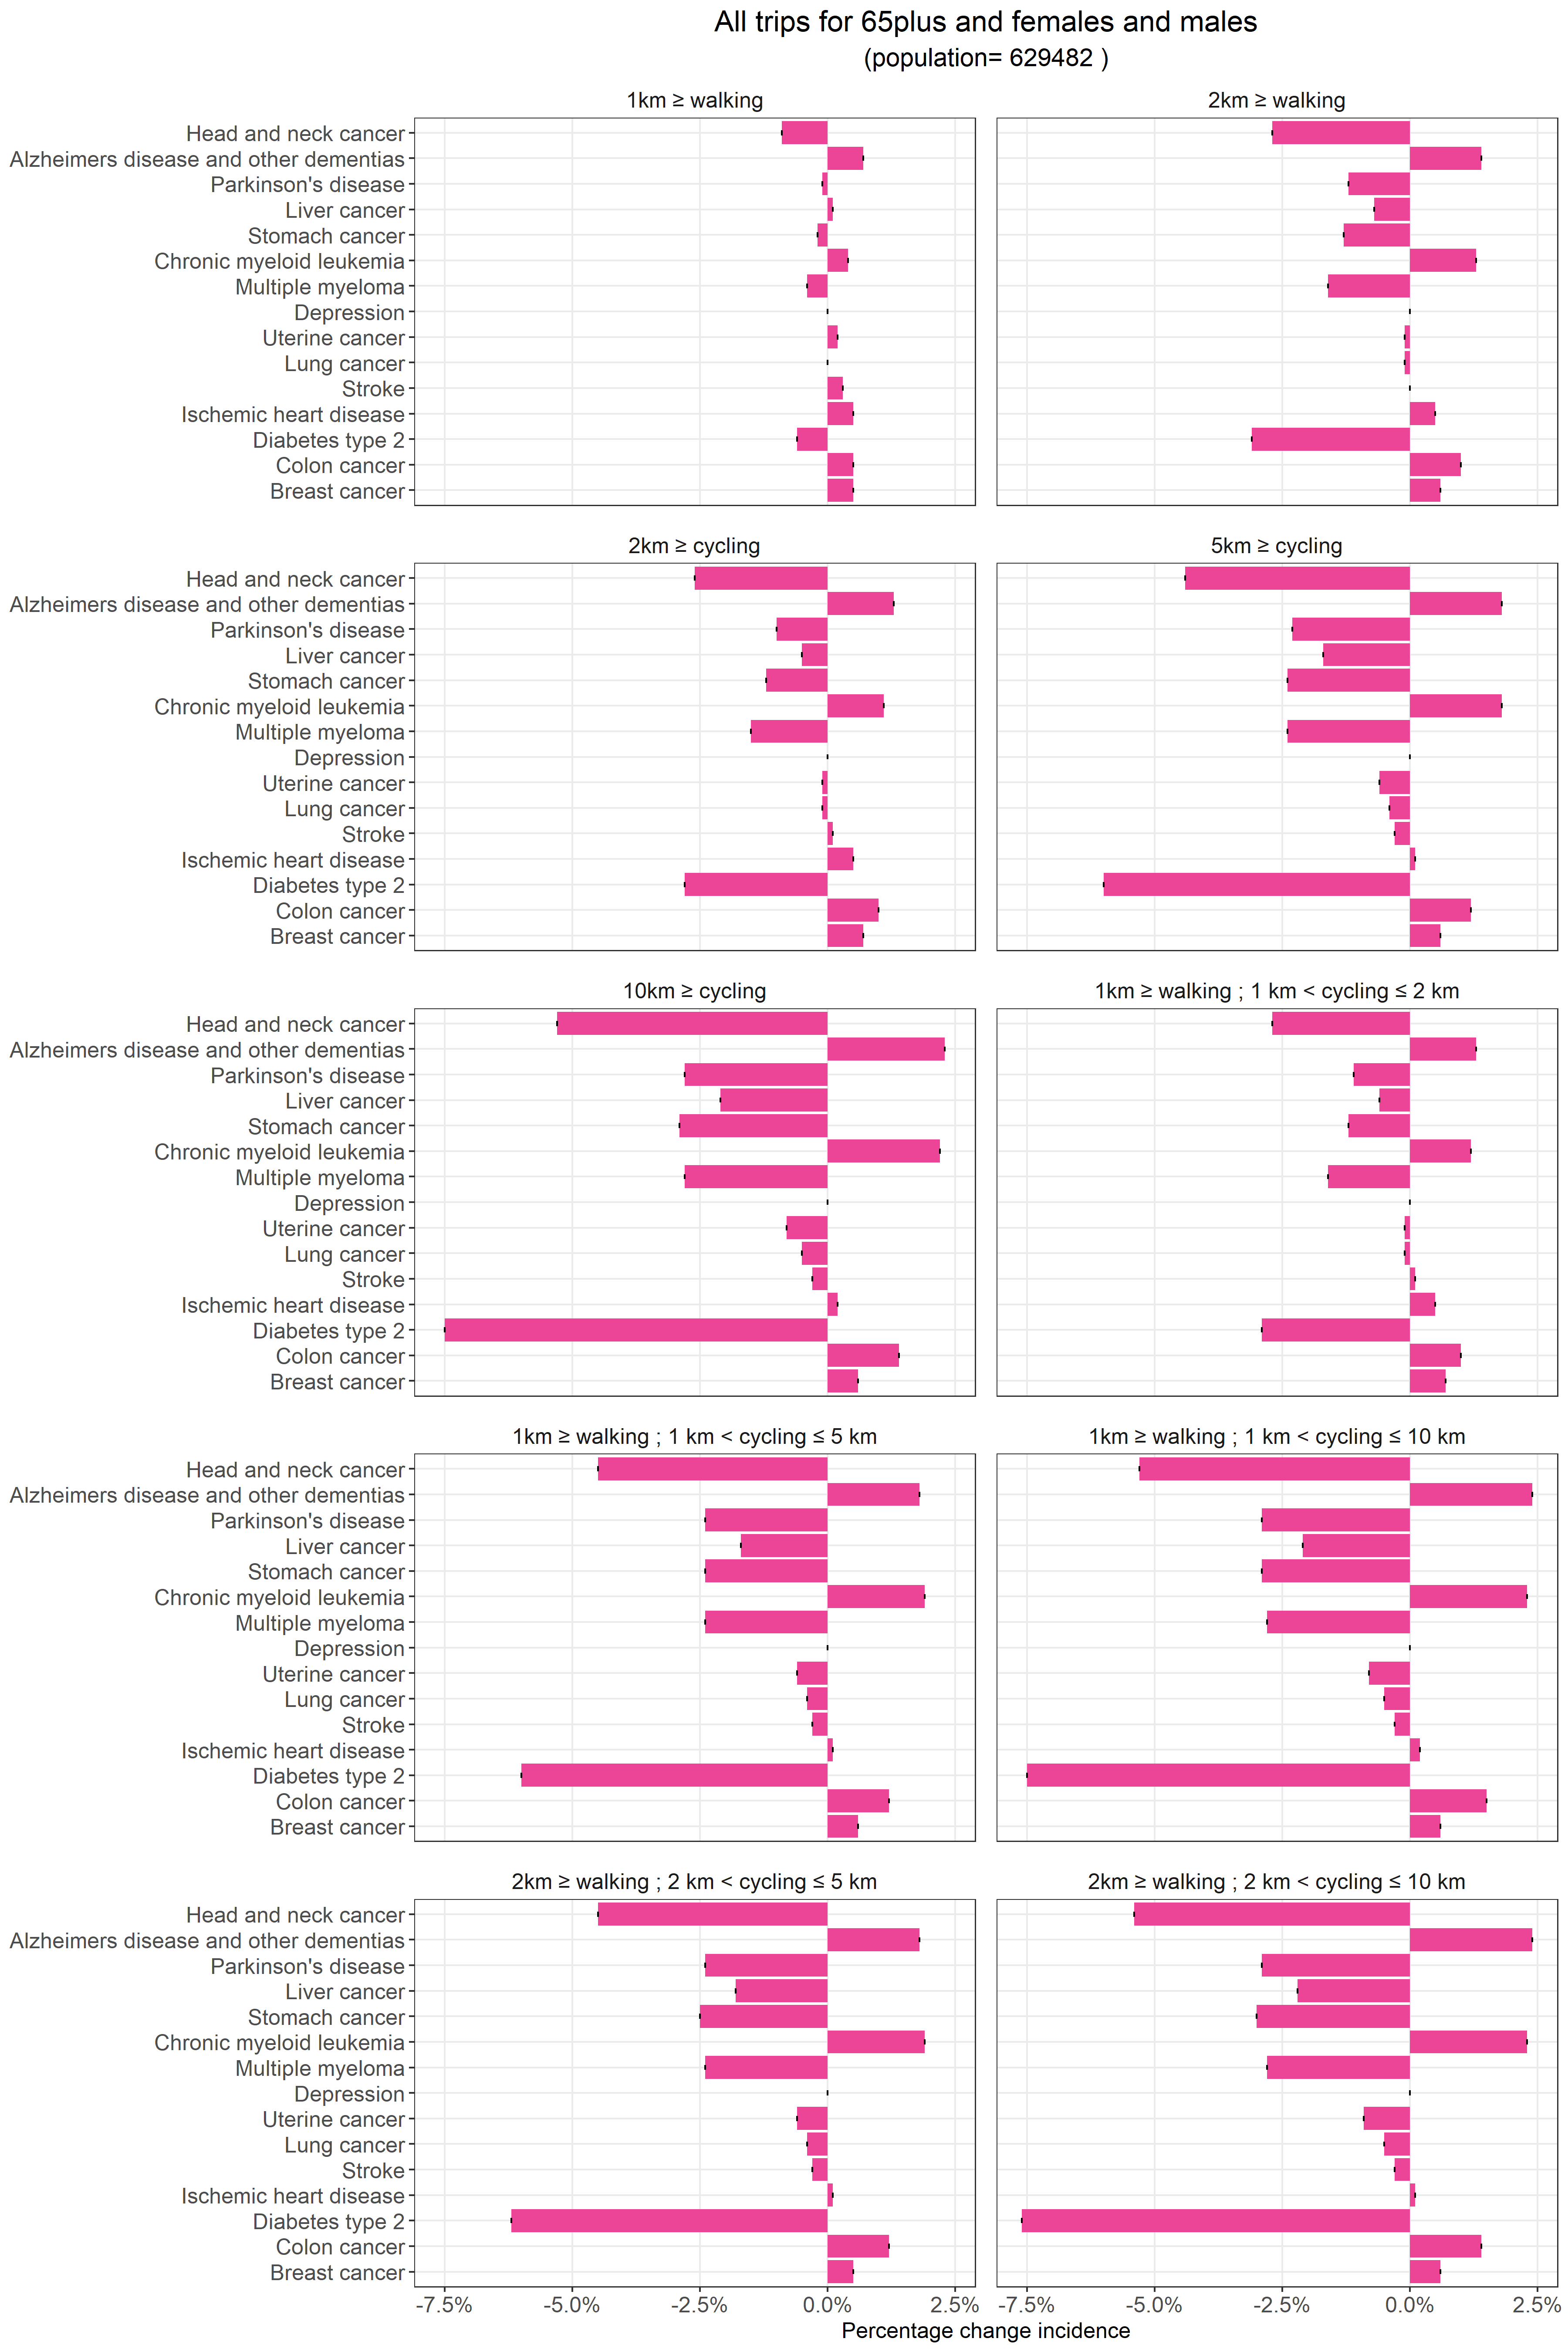 All trips for 65plus and females and males
(population= 629482 )
1km ≥ walking
2km ≥ walking
Head and neck cancer
Alzheimers disease and other dementias
Parkinson's disease
Liver cancer
Stomach cancer
Chronic myeloid leukemia
Multiple myeloma
Depression
Uterine cancer
Lung cancer
Stroke
Ischemic heart disease
Diabetes type 2
Colon cancer
Breast cancer
2km ≥ cycling
5km ≥ cycling
Head and neck cancer
Alzheimers disease and other dementias
Parkinson's disease
Liver cancer
Stomach cancer
Chronic myeloid leukemia
Multiple myeloma
Depression
Uterine cancer
Lung cancer
Stroke
Ischemic heart disease
Diabetes type 2
Colon cancer
Breast cancer
10km ≥ cycling
1km ≥ walking ; 1 km < cycling ≤ 2 km
Head and neck cancer
Alzheimers disease and other dementias
Parkinson's disease
Liver cancer
Stomach cancer
Chronic myeloid leukemia
Multiple myeloma
Depression
Uterine cancer
Lung cancer
Stroke
Ischemic heart disease
Diabetes type 2
Colon cancer
Breast cancer
1km ≥ walking ; 1 km < cycling ≤ 5 km
1km ≥ walking ; 1 km < cycling ≤ 10 km
Head and neck cancer
Alzheimers disease and other dementias
Parkinson's disease
Liver cancer
Stomach cancer
Chronic myeloid leukemia
Multiple myeloma
Depression
Uterine cancer
Lung cancer
Stroke
Ischemic heart disease
Diabetes type 2
Colon cancer
Breast cancer
2km ≥ walking ; 2 km < cycling ≤ 5 km
2km ≥ walking ; 2 km < cycling ≤ 10 km
Head and neck cancer
Alzheimers disease and other dementias
Parkinson's disease
Liver cancer
Stomach cancer
Chronic myeloid leukemia
Multiple myeloma
Depression
Uterine cancer
Lung cancer
Stroke
Ischemic heart disease
Diabetes type 2
Colon cancer
Breast cancer
-7.5% -5.0% -2.5% 0.0% 2.5% -7.5% -5.0% -2.5% 0.0% 2.5%
Percentage change incidence